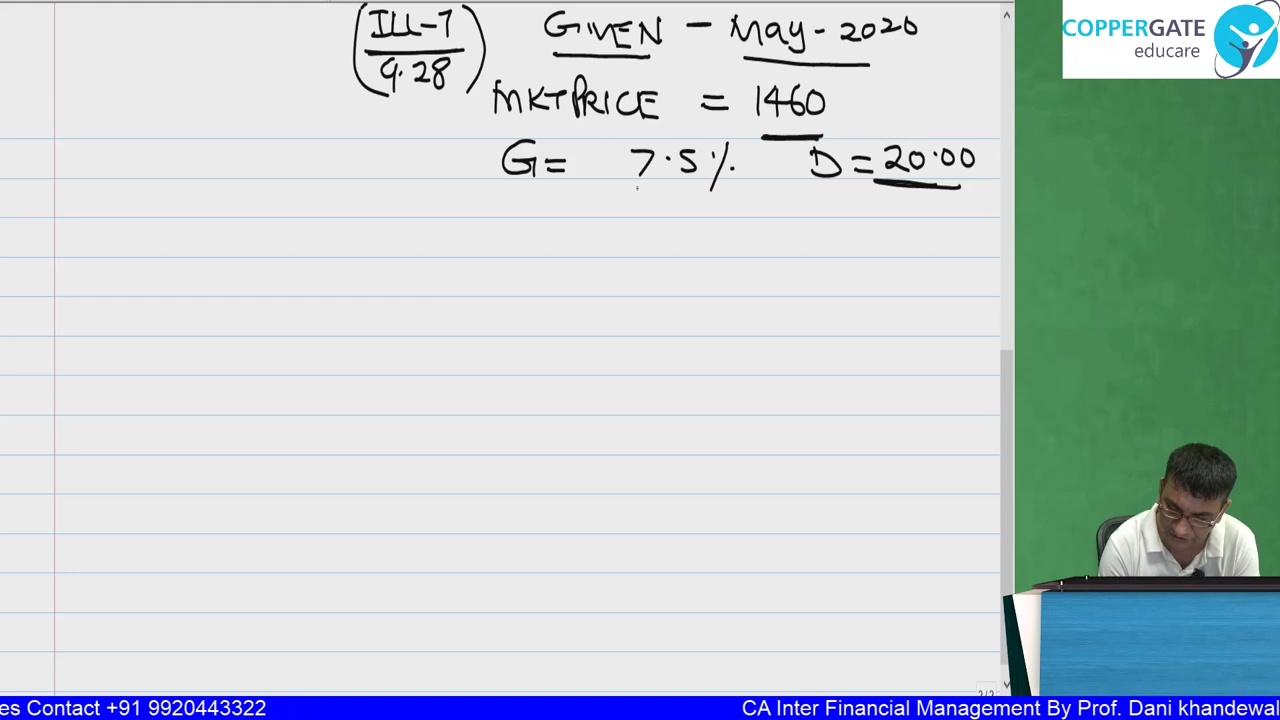 ILL-7
9.28
GIVEN - May-2020
MKT PRICE = 1460
G = 7.5% D = 20.00
COPPERGATE
educare
es Contact +91 9920443322
CA Inter Financial Management By Prof. Dani khandewal